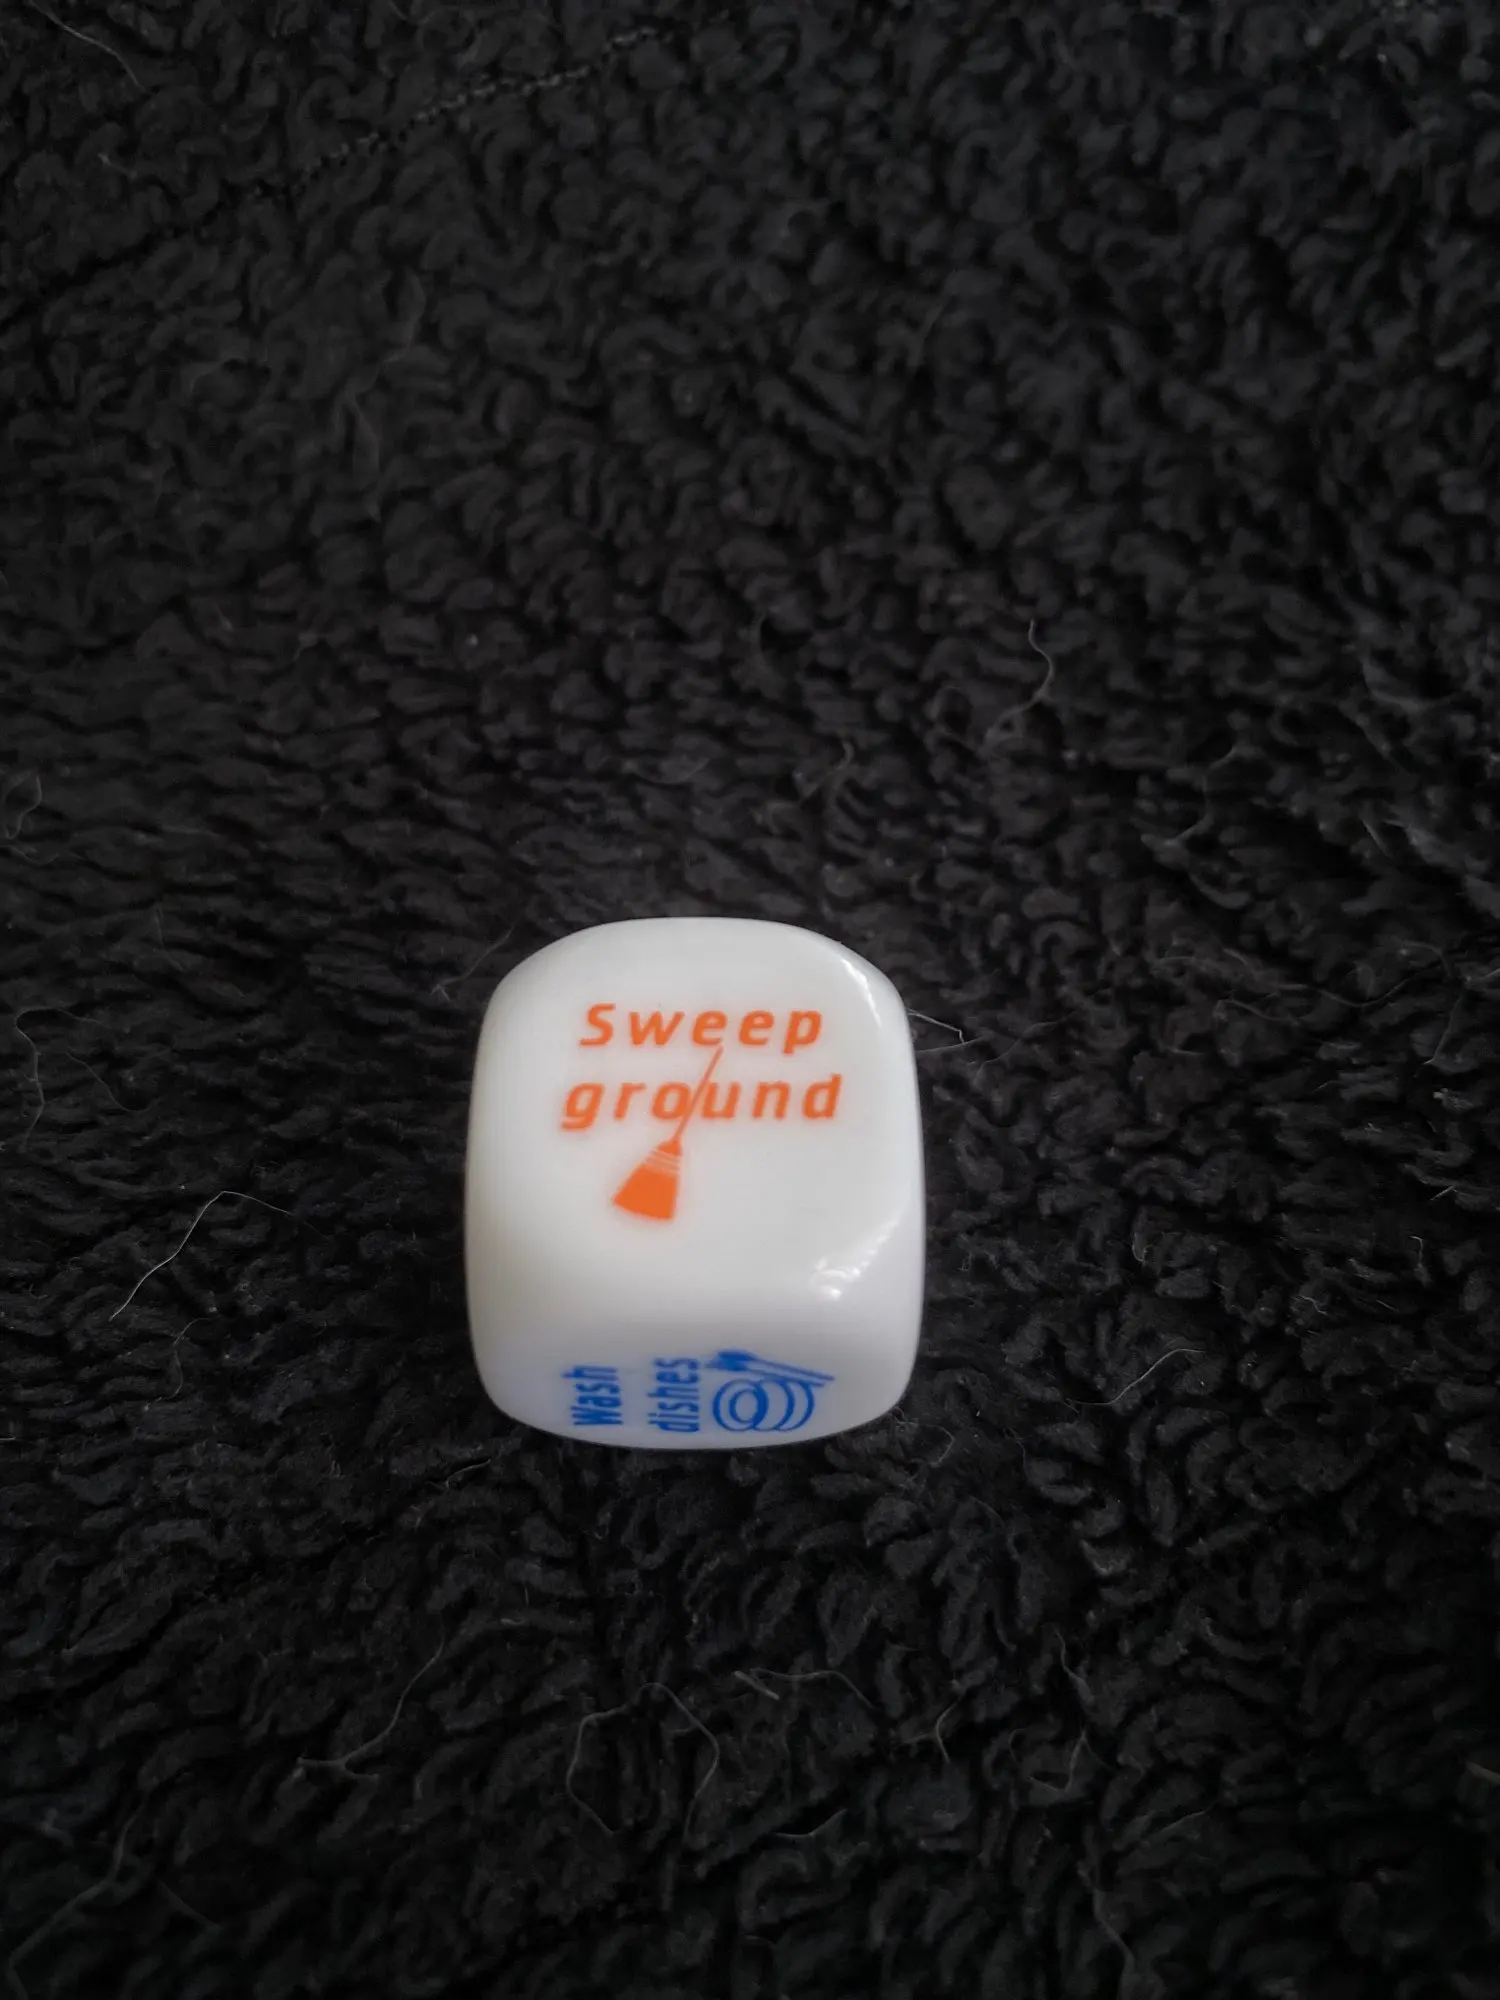 Sweep
ground
Wash
dishes